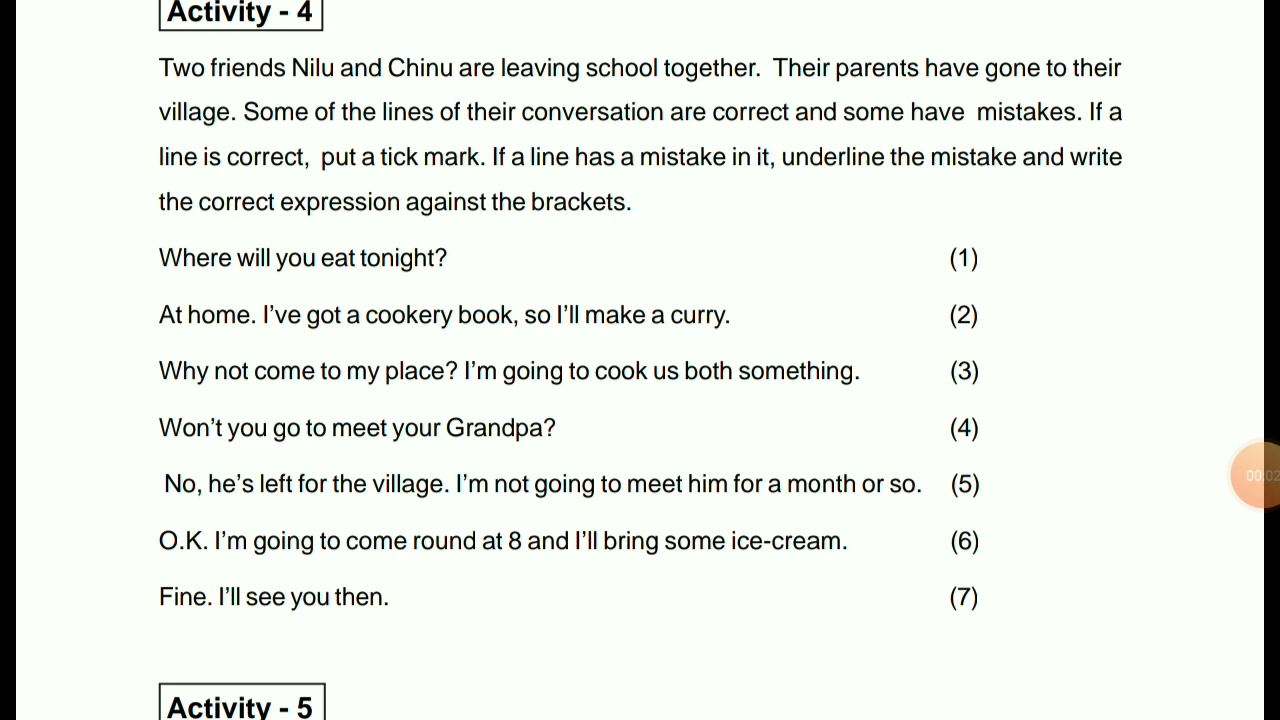 Activity - 4
Two friends Nilu and Chinu are leaving school together. Their parents have gone to their
village. Some of the lines of their conversation are correct and some have mistakes. If a
line is correct, put a tick mark. If a line has a mistake in it, underline the mistake and write
the correct expression against the brackets.
Where will you eat tonight? (1)
At home. I've got a cookery book, so I'll make a curry. (2)
Why not come to my place? I'm going to cook us both something. (3)
Won't you go to meet your Grandpa? (4)
No, he's left for the village. I'm not going to meet him for a month or so. (5)
00:02
O.K. I'm going to come round at 8 and I'll bring some ice-cream. (6)
Fine. I'll see you then. (7)
Activity - 5